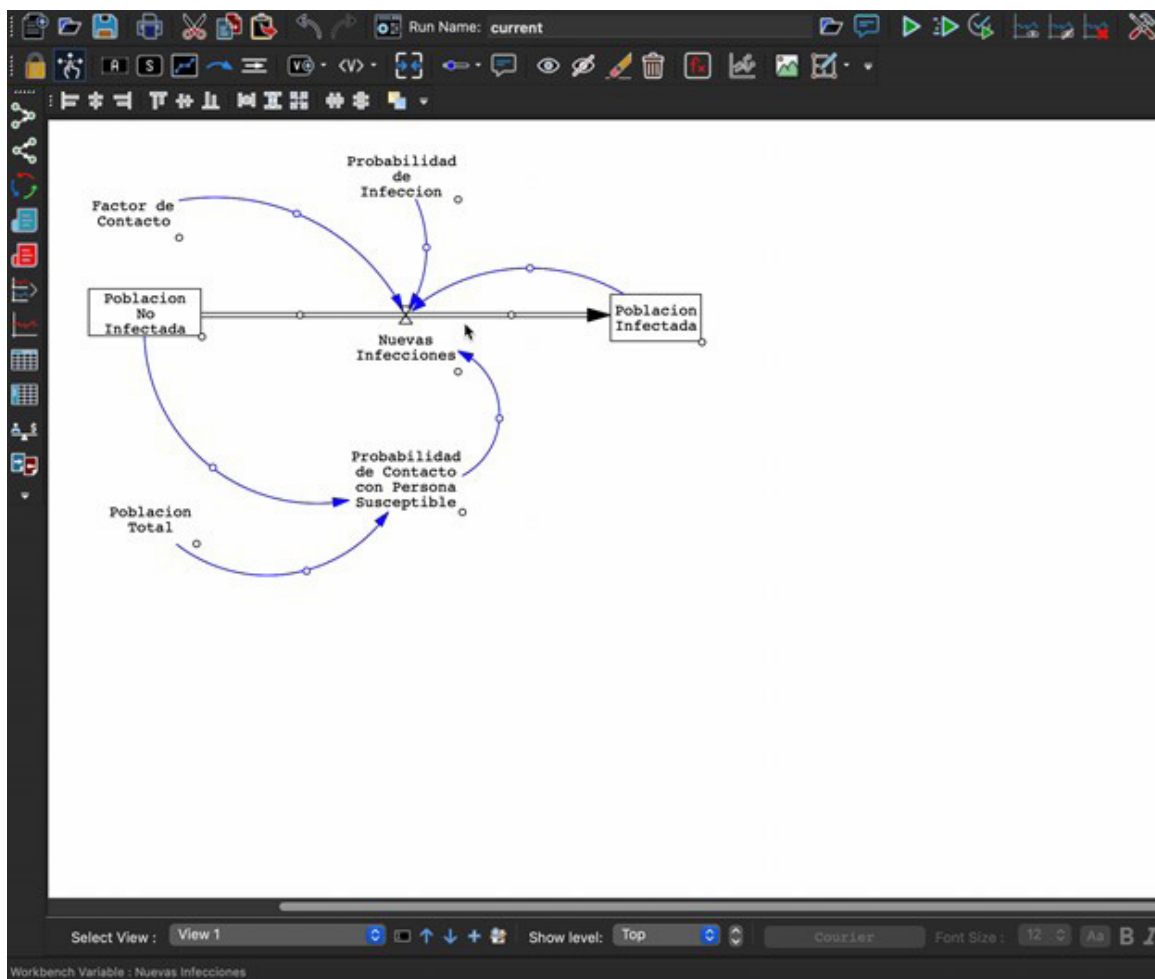 Run Name: current
A S
Probabilidad
de
Infeccion
Factor de
Contacto
Poblacion
No
Infectada
Poblacion
Infectada
Nuevas
Infecciones
Probabilidad
de Contacto
con Persona
Susceptible
Poblacion
Total
Select View : View 1 Show level: Top Courier Font Size : 12 Aa B I
Workbench Variable : Nuevas Infecciones